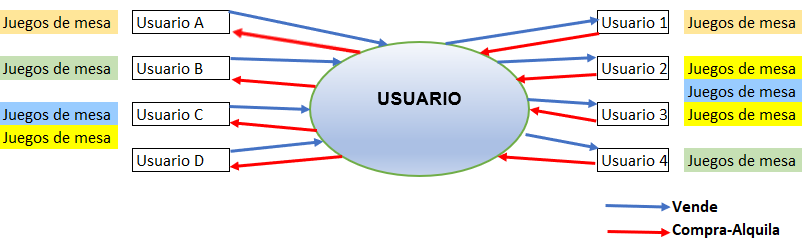 Juegos de mesa Usuario A Usuario 1 Juegos de mesa
Juegos de mesa Usuario B Usuario 2 Juegos de mesa
Juegos de mesa
USUARIO
Juegos de mesa Usuario C Usuario 3 Juegos de mesa
Juegos de mesa
Usuario D Usuario 4 Juegos de mesa
Vende
Compra-Alquila